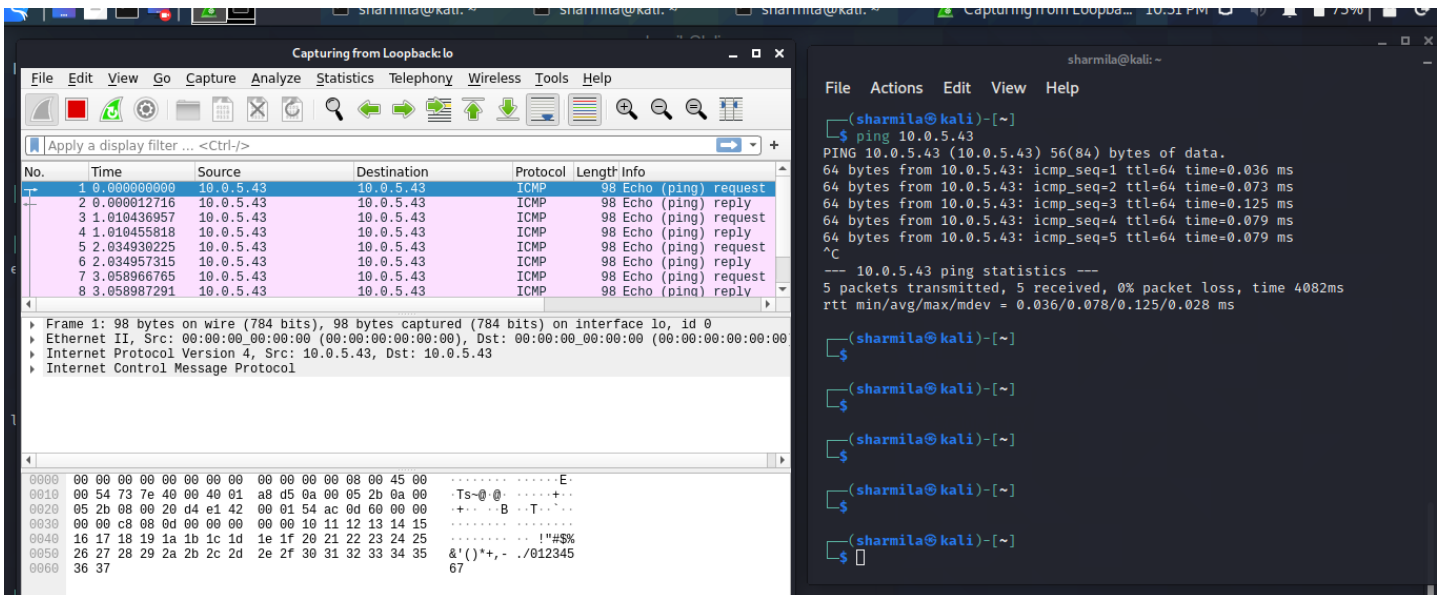 sharmila@kali: ~
sharmila@kali: ~
sharmila@kali: ~
Capturing from Loopba... 10:31 PM
75%
Capturing from Loopback: lo
File Edit View Go Capture Analyze Statistics Telephony Wireless Tools Help
Apply a display filter ... <Ctrl-/>
No. Time Source Destination Protocol Length Info
1 0.000000000 10.0.5.43 10.0.5.43 ICMP 98 Echo (ping) request
2 0.000012716 10.0.5.43 10.0.5.43 ICMP 98 Echo (ping) reply
3 1.010436957 10.0.5.43 10.0.5.43 ICMP 98 Echo (ping) request
4 1.010455818 10.0.5.43 10.0.5.43 ICMP 98 Echo (ping) reply
5 2.034930225 10.0.5.43 10.0.5.43 ICMP 98 Echo (ping) request
6 2.034957315 10.0.5.43 10.0.5.43 ICMP 98 Echo (ping) reply
7 3.058966765 10.0.5.43 10.0.5.43 ICMP 98 Echo (ping) request
8 3.058987291 10.0.5.43 10.0.5.43 ICMP 98 Echo (ping) reply
Frame 1: 98 bytes on wire (784 bits), 98 bytes captured (784 bits) on interface lo, id 0
Ethernet II, Src: 00:00:00_00:00:00 (00:00:00:00:00:00), Dst: 00:00:00_00:00:00 (00:00:00:00:00:00
Internet Protocol Version 4, Src: 10.0.5.43, Dst: 10.0.5.43
Internet Control Message Protocol
0000 00 00 00 00 00 00 00 00 00 00 00 00 08 00 45 00 ········ ······E·
0010 00 54 73 7e 40 00 40 01 a8 d5 0a 00 05 2b 0a 00 ·Ts~@·@· ·····+··
0020 05 2b 08 00 20 d4 e1 42 00 01 54 ac 0d 60 00 00 ·+·· ··B ··T··`··
0030 00 00 c8 08 0d 00 00 00 00 00 10 11 12 13 14 15 ········ ········
0040 16 17 18 19 1a 1b 1c 1d 1e 1f 20 21 22 23 24 25 ········ ·· !"#$%
0050 26 27 28 29 2a 2b 2c 2d 2e 2f 30 31 32 33 34 35 &'()*+,- ./012345
0060 36 37 67
sharmila@kali: ~
File Actions Edit View Help
┌──(sharmila㉿kali)-[~]
└─$ ping 10.0.5.43
PING 10.0.5.43 (10.0.5.43) 56(84) bytes of data.
64 bytes from 10.0.5.43: icmp_seq=1 ttl=64 time=0.036 ms
64 bytes from 10.0.5.43: icmp_seq=2 ttl=64 time=0.073 ms
64 bytes from 10.0.5.43: icmp_seq=3 ttl=64 time=0.125 ms
64 bytes from 10.0.5.43: icmp_seq=4 ttl=64 time=0.079 ms
64 bytes from 10.0.5.43: icmp_seq=5 ttl=64 time=0.079 ms
^C
--- 10.0.5.43 ping statistics ---
5 packets transmitted, 5 received, 0% packet loss, time 4082ms
rtt min/avg/max/mdev = 0.036/0.078/0.125/0.028 ms
┌──(sharmila㉿kali)-[~]
└─$
┌──(sharmila㉿kali)-[~]
└─$
┌──(sharmila㉿kali)-[~]
└─$
┌──(sharmila㉿kali)-[~]
└─$
┌──(sharmila㉿kali)-[~]
└─$